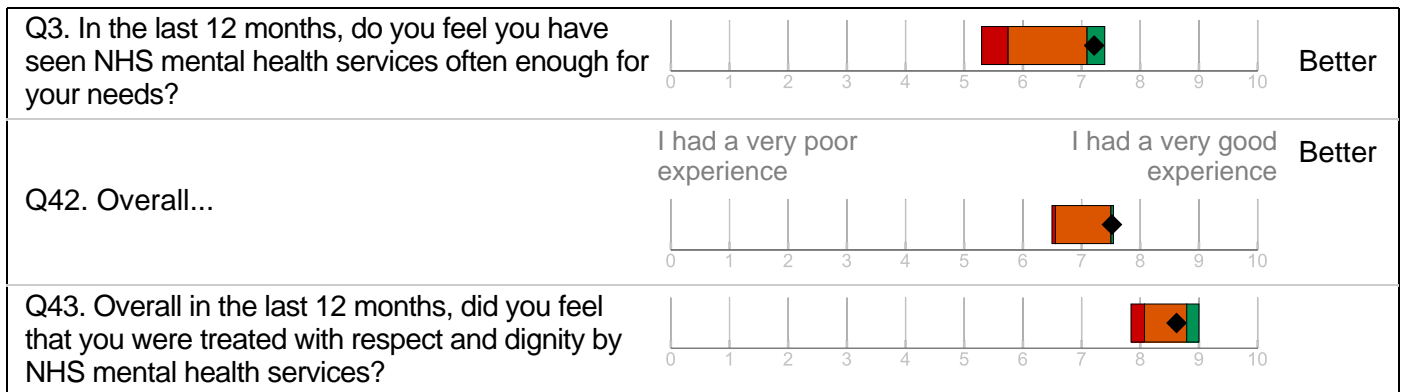 Q3. In the last 12 months, do you feel you have
seen NHS mental health services often enough for
your needs?
0 1 2 3 4 5 6 7 8 9 10
Better
I had a very poor
experience
I had a very good
experience
Better
Q42. Overall...
0 1 2 3 4 5 6 7 8 9 10
Q43. Overall in the last 12 months, did you feel
that you were treated with respect and dignity by
NHS mental health services?
0 1 2 3 4 5 6 7 8 9 10